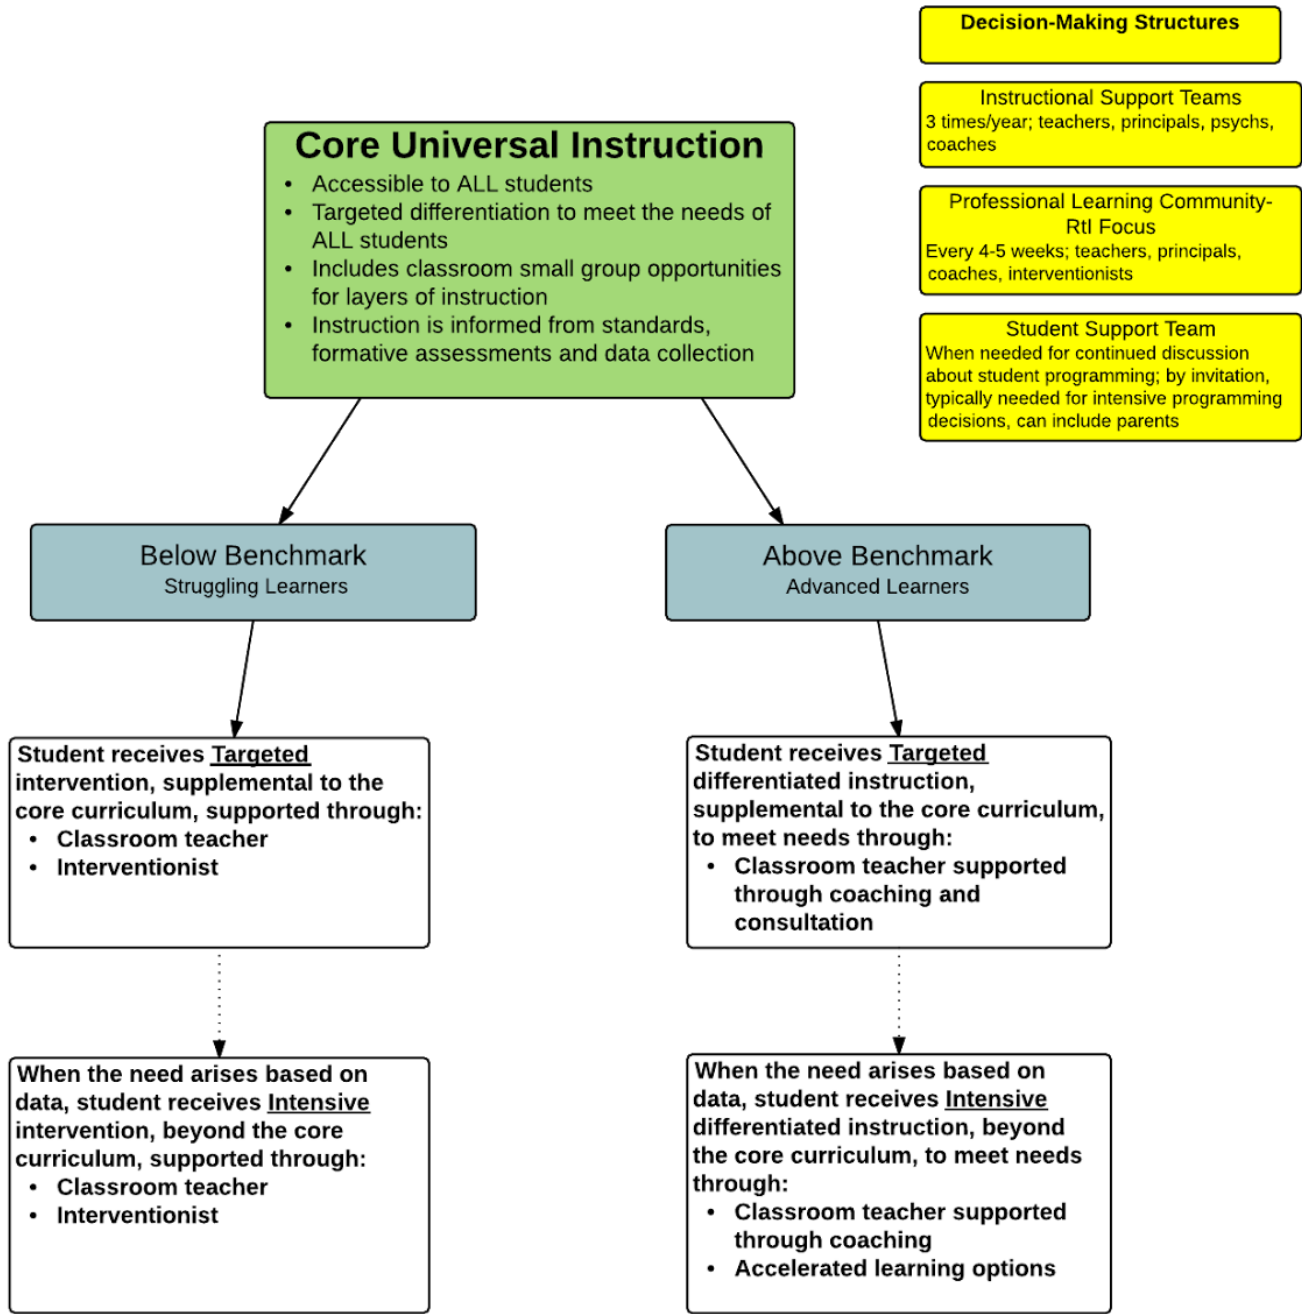 Decision-Making Structures
Instructional Support Teams
3 times/year; teachers, principals, psychs,
coaches
Professional Learning Community-
RtI Focus
Every 4-5 weeks; teachers, principals,
coaches, interventionists
Student Support Team
When needed for continued discussion
about student programming; by invitation,
typically needed for intensive programming
decisions, can include parents
Core Universal Instruction
• Accessible to ALL students
• Targeted differentiation to meet the needs of
ALL students
• Includes classroom small group opportunities
for layers of instruction
• Instruction is informed from standards,
formative assessments and data collection
Below Benchmark
Struggling Learners
Above Benchmark
Advanced Learners
Student receives Targeted
intervention, supplemental to the
core curriculum, supported through:
• Classroom teacher
• Interventionist
Student receives Targeted
differentiated instruction,
supplemental to the core curriculum,
to meet needs through:
• Classroom teacher supported
through coaching and
consultation
When the need arises based on
data, student receives Intensive
intervention, beyond the core
curriculum, supported through:
• Classroom teacher
• Interventionist
When the need arises based on
data, student receives Intensive
differentiated instruction, beyond
the core curriculum, to meet needs
through:
• Classroom teacher supported
through coaching
• Accelerated learning options